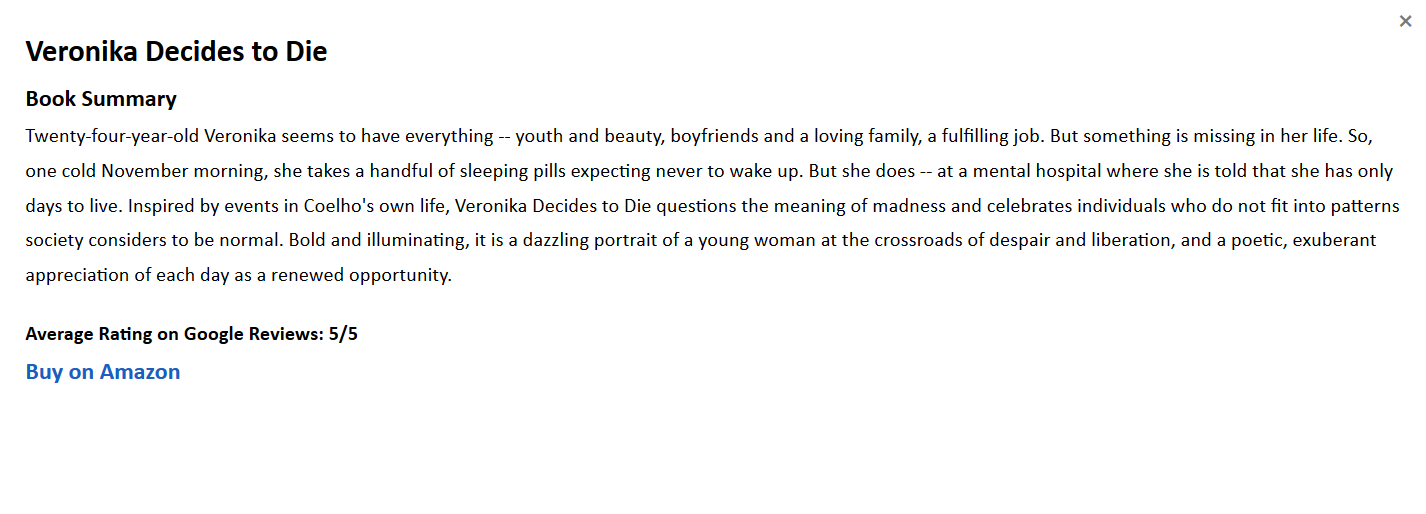 ×
Veronika Decides to Die
Book Summary
Twenty-four-year-old Veronika seems to have everything -- youth and beauty, boyfriends and a loving family, a fulfilling job. But something is missing in her life. So,
one cold November morning, she takes a handful of sleeping pills expecting never to wake up. But she does -- at a mental hospital where she is told that she has only
days to live. Inspired by events in Coelho's own life, Veronika Decides to Die questions the meaning of madness and celebrates individuals who do not fit into patterns
society considers to be normal. Bold and illuminating, it is a dazzling portrait of a young woman at the crossroads of despair and liberation, and a poetic, exuberant
appreciation of each day as a renewed opportunity.
Average Rating on Google Reviews: 5/5
Buy on Amazon